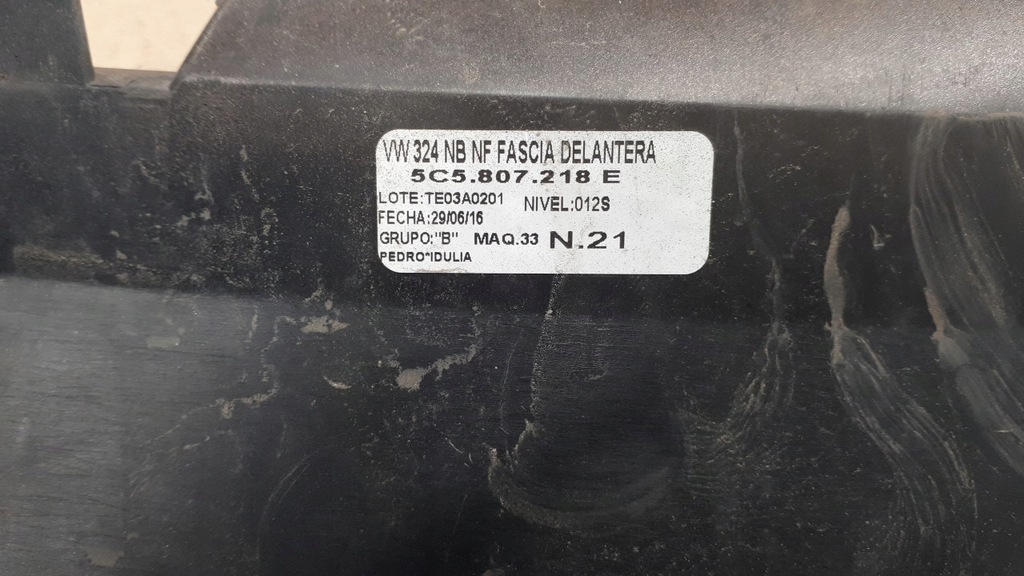 VW 324 NB NF FASCIA DELANTERA
5C5.807.218 E
LOTE:TE03A0201 NIVEL:012S
FECHA:29/06/16
GRUPO:"B" MAQ.33 N.21
PEDRO*IDULIA